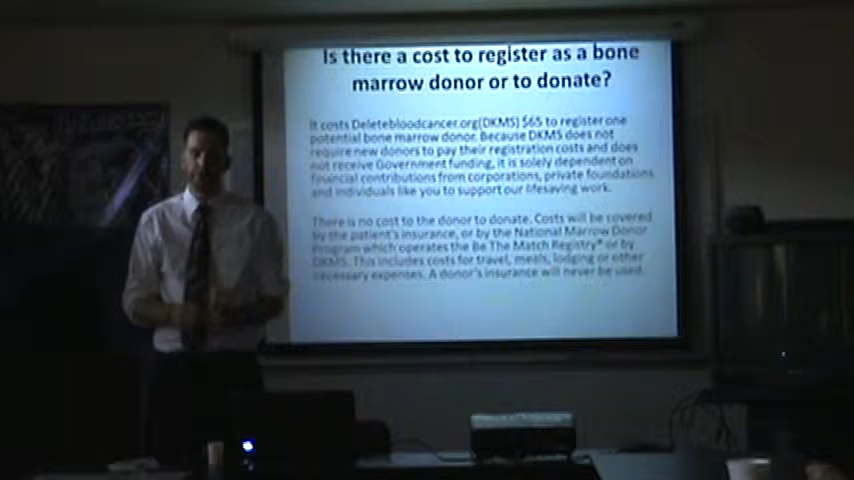 Is there a cost to register as a bone
marrow donor or to donate?
It costs Deletebloodcancer.org(DKMS) $65 to register one
potential bone marrow donor. Because DKMS does not
require new donors to pay their registration costs and does
not receive Government funding, it is solely dependent on
financial contributions from corporations, private foundations
and individuals like you to support our lifesaving work.
There is no cost to the donor to donate. Costs will be covered
by the patient's insurance, or by the National Marrow Donor
Program which operates the Be The Match Registry® or by
DKMS. This includes costs for travel, meals, lodging or other
necessary expenses. A donor's insurance will never be used.